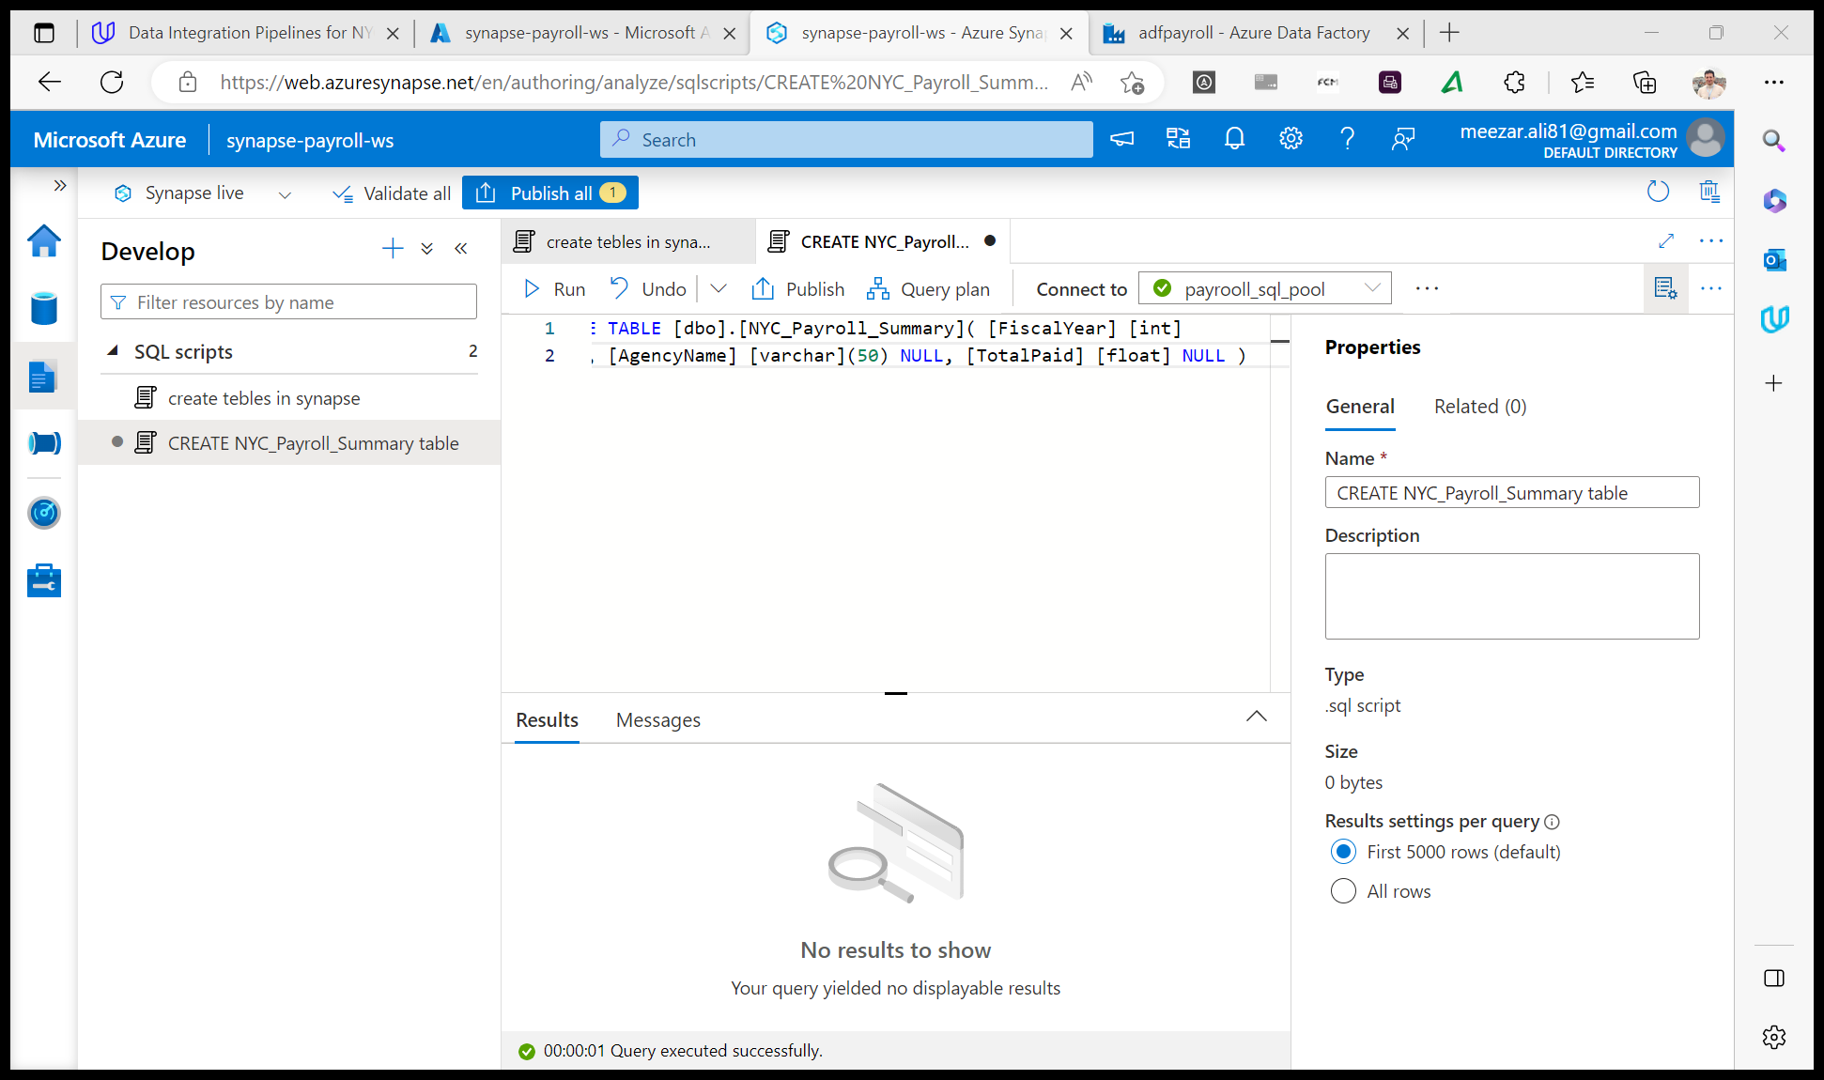 Data Integration Pipelines for NY
synapse-payroll-ws - Microsoft A
synapse-payroll-ws - Azure Syna
adfpayroll - Azure Data Factory
https://web.azuresynapse.net/en/authoring/analyze/sqlscripts/CREATE%20NYC_Payroll_Summ...
FCM
Microsoft Azure
synapse-payroll-ws
Search
meezar.ali81@gmail.com
DEFAULT DIRECTORY
Synapse live
Validate all
Publish all 1
Develop
Filter resources by name
SQL scripts 2
create tebles in synapse
CREATE NYC_Payroll_Summary table
create tebles in syna...
CREATE NYC_Payroll...
Run
Undo
Publish
Query plan
Connect to
payrooll_sql_pool
1 E TABLE [dbo].[NYC_Payroll_Summary]( [FiscalYear] [int]
2 , [AgencyName] [varchar](50) NULL, [TotalPaid] [float] NULL )
Results
Messages
No results to show
Your query yielded no displayable results
00:00:01 Query executed successfully.
Properties
General
Related (0)
Name *
CREATE NYC_Payroll_Summary table
Description
Type
.sql script
Size
0 bytes
Results settings per query
First 5000 rows (default)
All rows